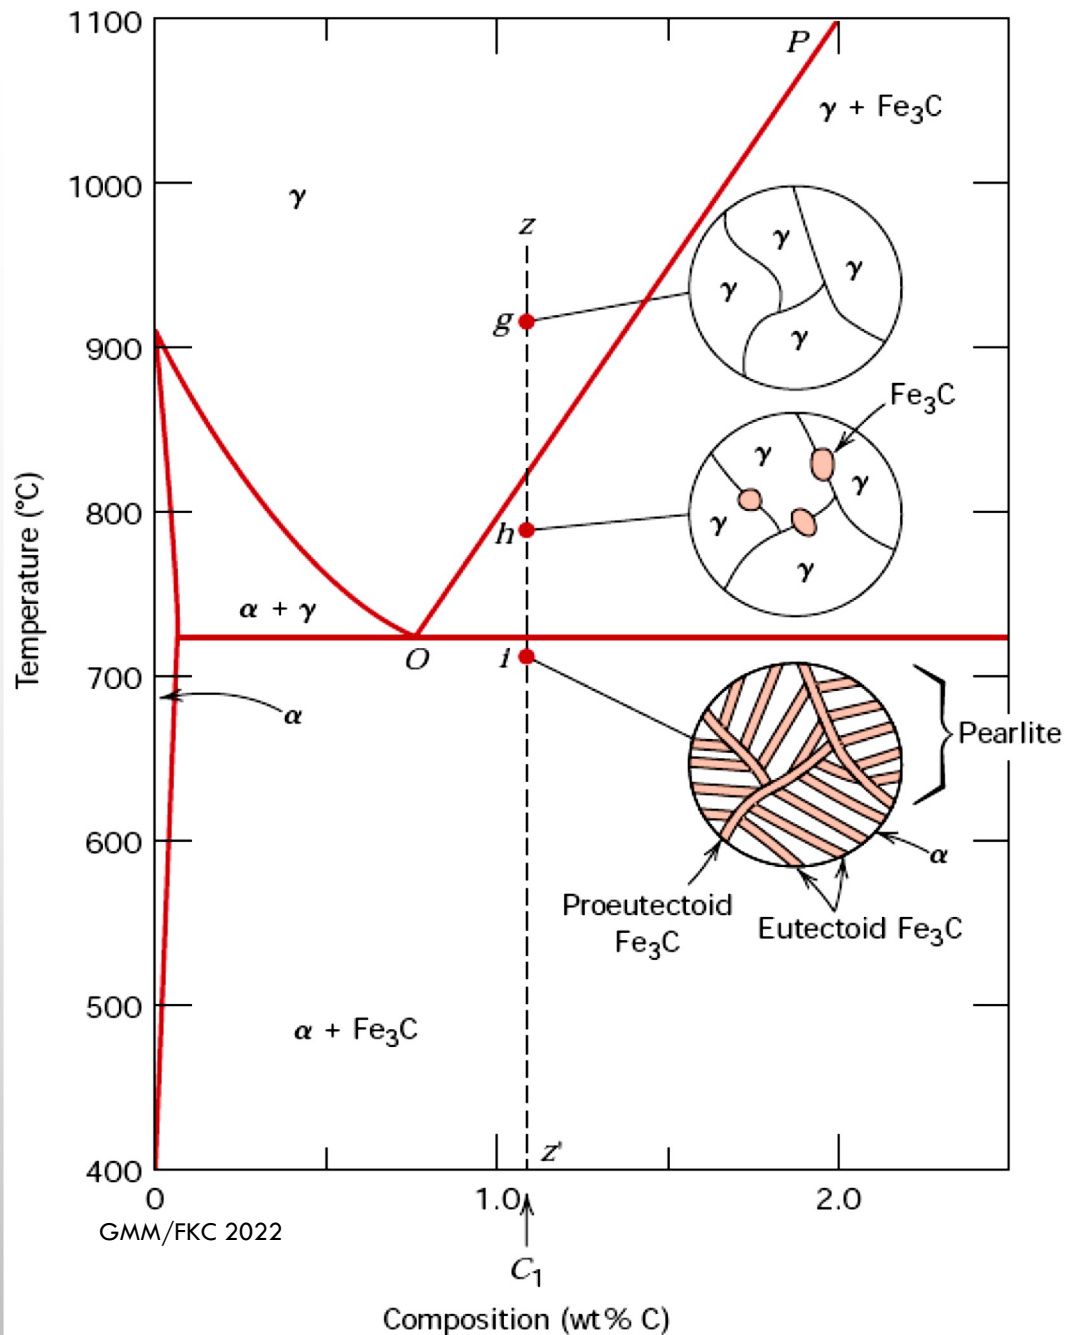 1100
P
γ + Fe₃C
1000
γ
z
γ
γ
γ
g
γ
900
Fe₃C
γ
γ
800
γ
h
γ
Temperature (°C)
α + γ
O
i
700
α
Pearlite
600
α
Proeutectoid
Fe₃C
Eutectoid Fe₃C
500
α + Fe₃C
z'
400
0
1.0
2.0
GMM/FKC 2022
C₁
Composition (wt% C)